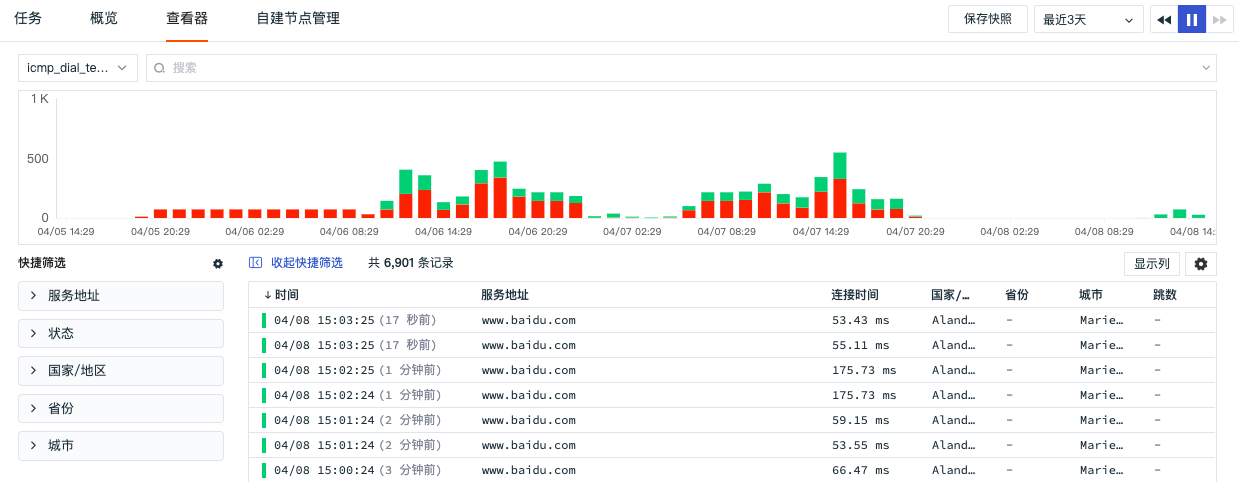 任务 概览 查看器 自建节点管理 保存快照 最近3天
icmp_dial_te... 搜索
1 K
500
0
04/05 14:29 04/05 20:29 04/06 02:29 04/06 08:29 04/06 14:29 04/06 20:29 04/07 02:29 04/07 08:29 04/07 14:29 04/07 20:29 04/08 02:29 04/08 08:29 04/08 14:
快捷筛选 收起快捷筛选 共 6,901 条记录 显示列
服务地址
状态
国家/地区
省份
城市
时间 服务地址 连接时间 国家/... 省份 城市 跳数
04/08 15:03:25 (17 秒前) www.baidu.com 53.43 ms Aland... – Marie... –
04/08 15:03:25 (17 秒前) www.baidu.com 55.11 ms Aland... – Marie... –
04/08 15:02:25 (1 分钟前) www.baidu.com 175.73 ms Aland... – Marie... –
04/08 15:02:24 (1 分钟前) www.baidu.com 175.73 ms Aland... – Marie... –
04/08 15:01:24 (2 分钟前) www.baidu.com 59.15 ms Aland... – Marie... –
04/08 15:01:24 (2 分钟前) www.baidu.com 53.55 ms Aland... – Marie... –
04/08 15:00:24 (3 分钟前) www.baidu.com 66.47 ms Aland... – Marie... –